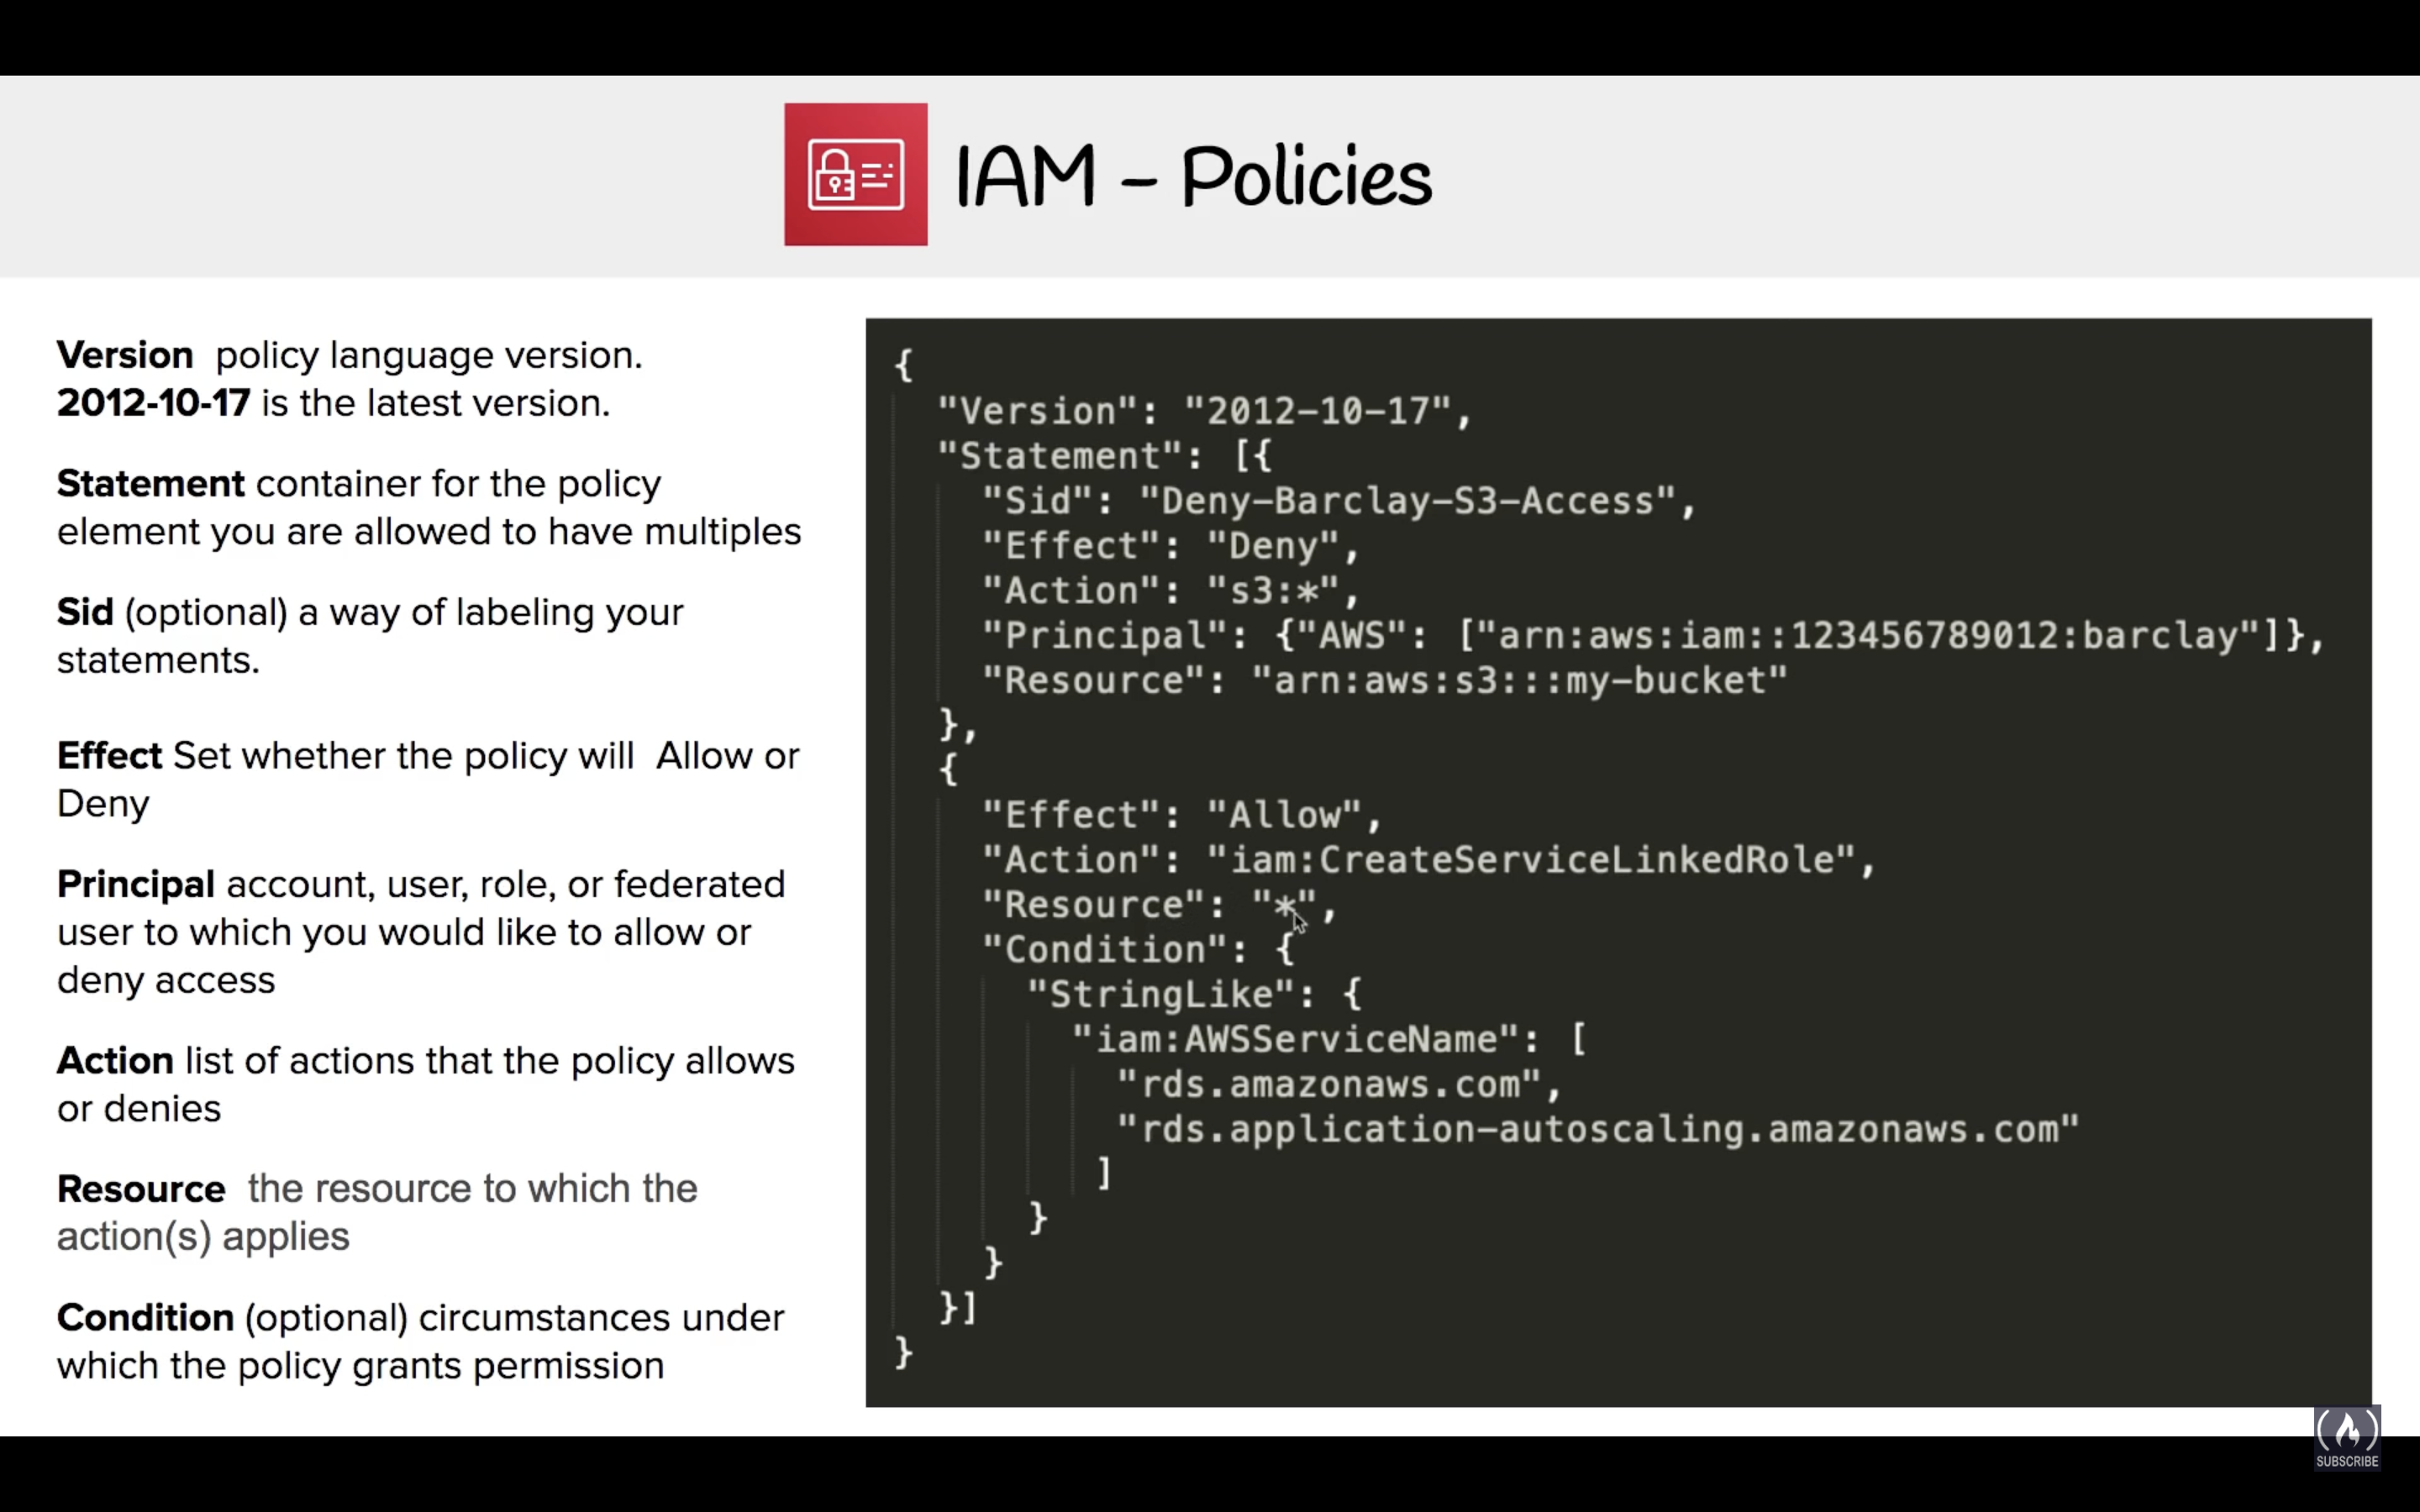 IAM - Policies
Version  policy language version.
2012-10-17 is the latest version.
Statement container for the policy
element you are allowed to have multiples
Sid (optional) a way of labeling your
statements.
Effect Set whether the policy will  Allow or
Deny
Principal account, user, role, or federated
user to which you would like to allow or
deny access
Action list of actions that the policy allows
or denies
Resource  the resource to which the
action(s) applies
Condition (optional) circumstances under
which the policy grants permission
{
  "Version": "2012-10-17",
  "Statement": [{
    "Sid": "Deny-Barclay-S3-Access",
    "Effect": "Deny",
    "Action": "s3:*",
    "Principal": {"AWS": ["arn:aws:iam::123456789012:barclay"]},
    "Resource": "arn:aws:s3:::my-bucket"
  },
  {
    "Effect": "Allow",
    "Action": "iam:CreateServiceLinkedRole",
    "Resource": "*",
    "Condition": {
      "StringLike": {
        "iam:AWSServiceName": [
          "rds.amazonaws.com",
          "rds.application-autoscaling.amazonaws.com"
         ]
      }
    }
  }]
}
SUBSCRIBE